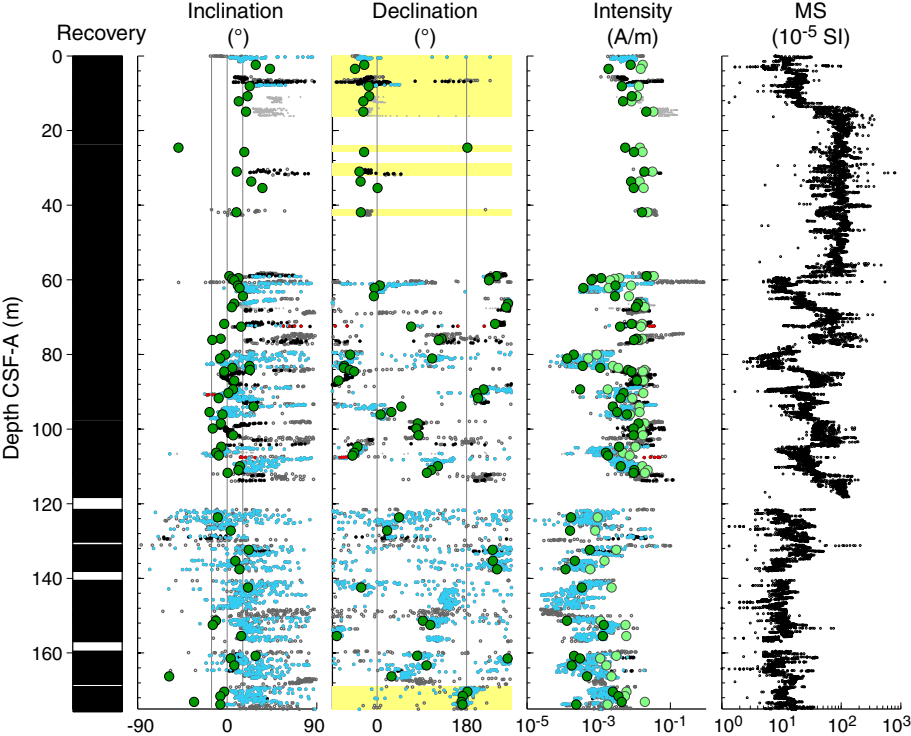 Inclination
(°)
Declination
(°)
Intensity
(A/m)
MS
(10⁻⁵ SI)
Recovery
Depth CSF-A (m)
0
20
40
60
80
100
120
140
160
-90 0 90
0 180
10⁻⁵ 10⁻³ 10⁻¹
10⁰ 10¹ 10² 10³